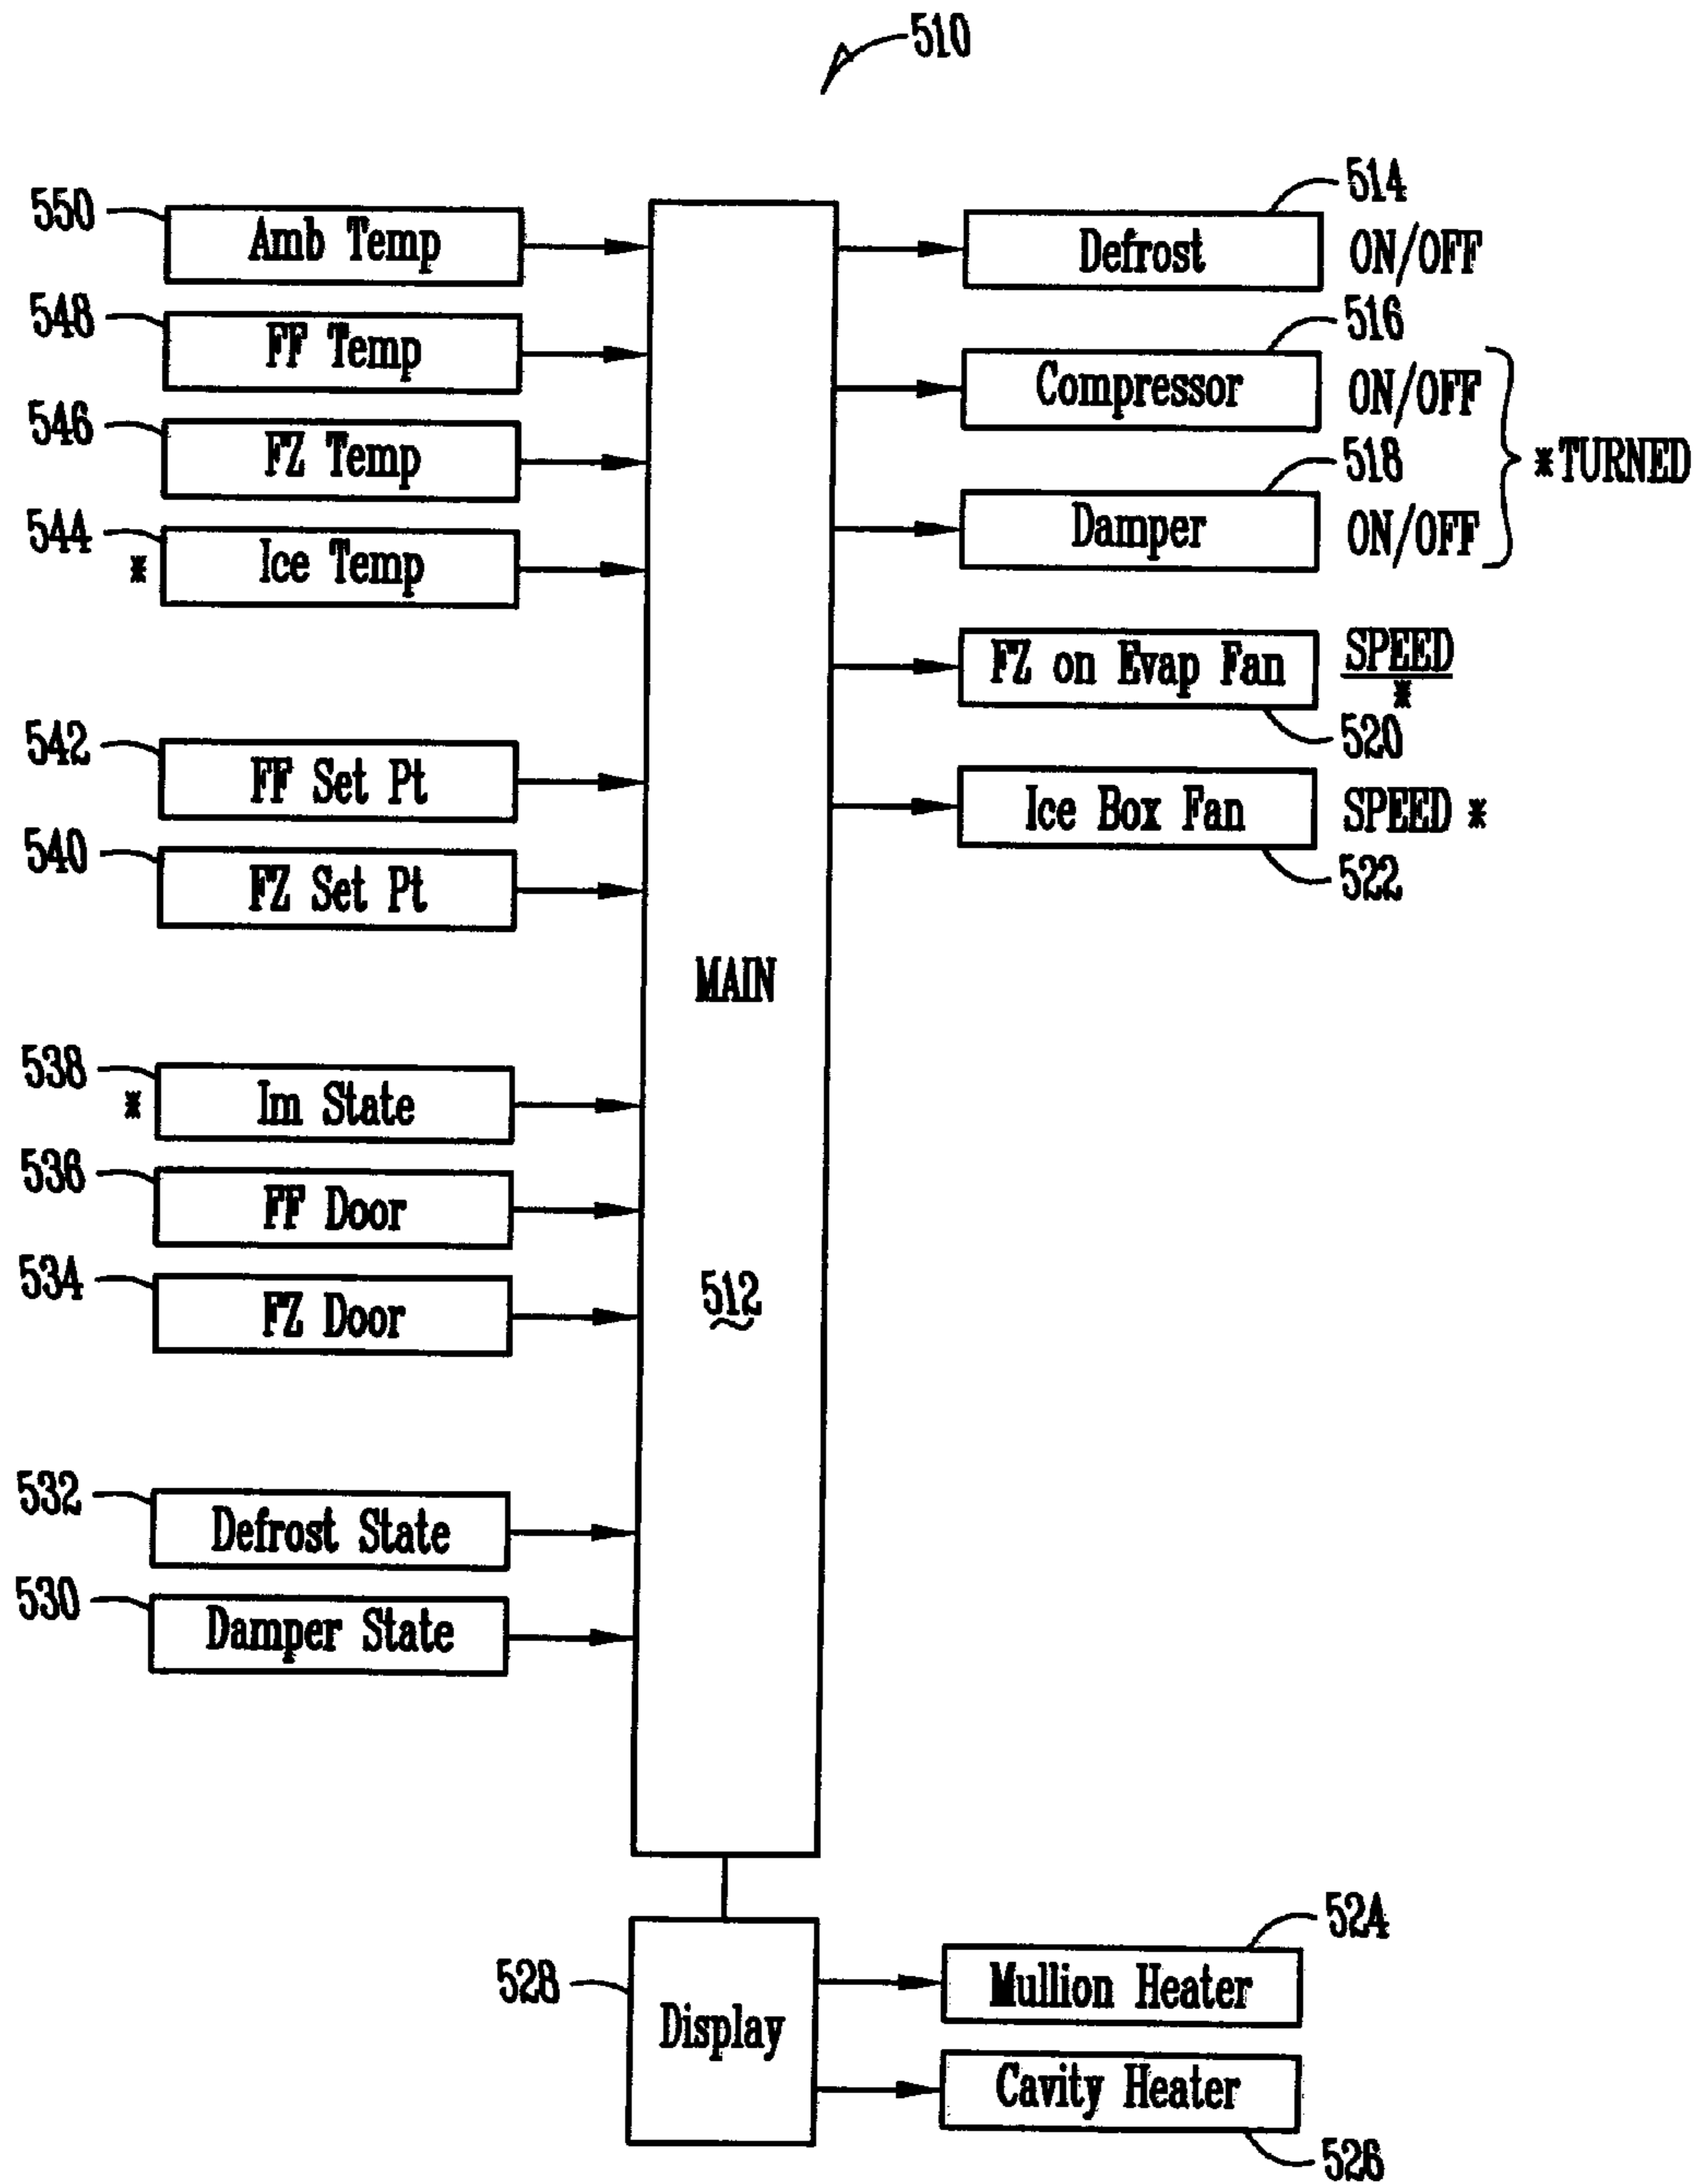 510
550
Amb Temp
548
FF Temp
546
FZ Temp
544
* Ice Temp
542
FF Set Pt
540
FZ Set Pt
538
* Im State
536
FF Door
534
FZ Door
532
Defrost State
530
Damper State
MAIN
512
514
Defrost ON/OFF
516
Compressor ON/OFF
518
Damper ON/OFF
*TURNED
FZ on Evap Fan SPEED
*
520
Ice Box Fan SPEED *
522
528
Display
524
Mullion Heater
Cavity Heater
526